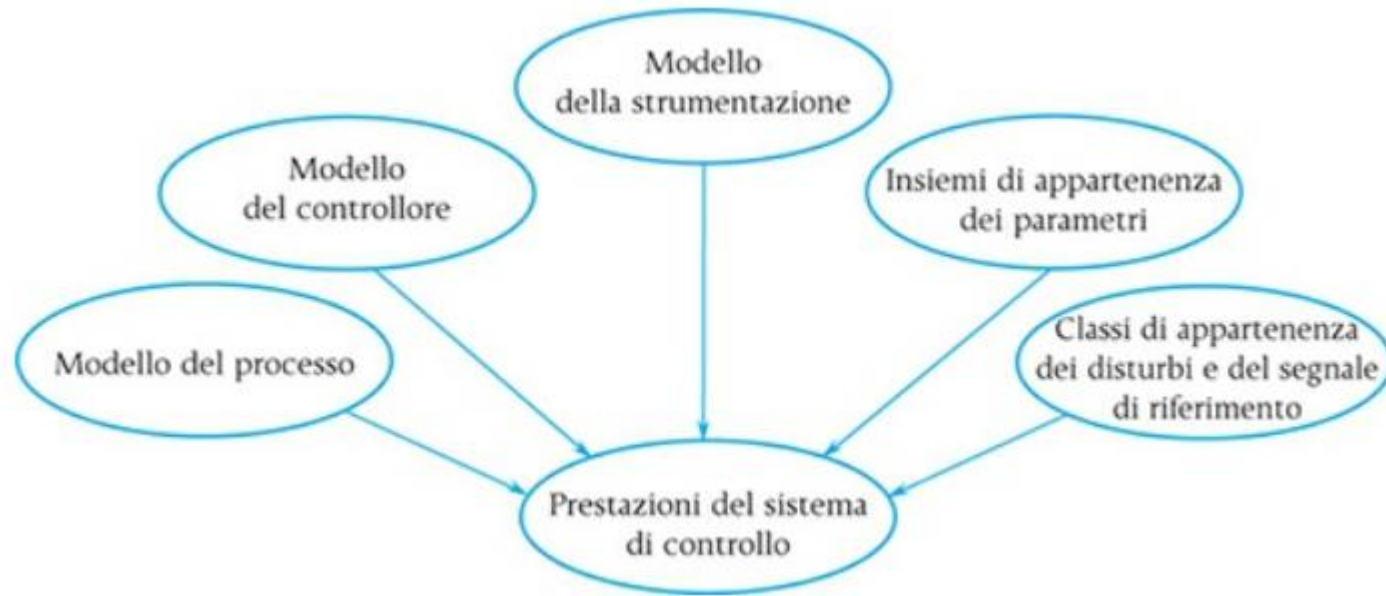 Modello
della strumentazione
Modello
del controllore
Insiemi di appartenenza
dei parametri
Modello del processo
Classi di appartenenza
dei disturbi e del segnale
di riferimento
Prestazioni del sistema
di controllo